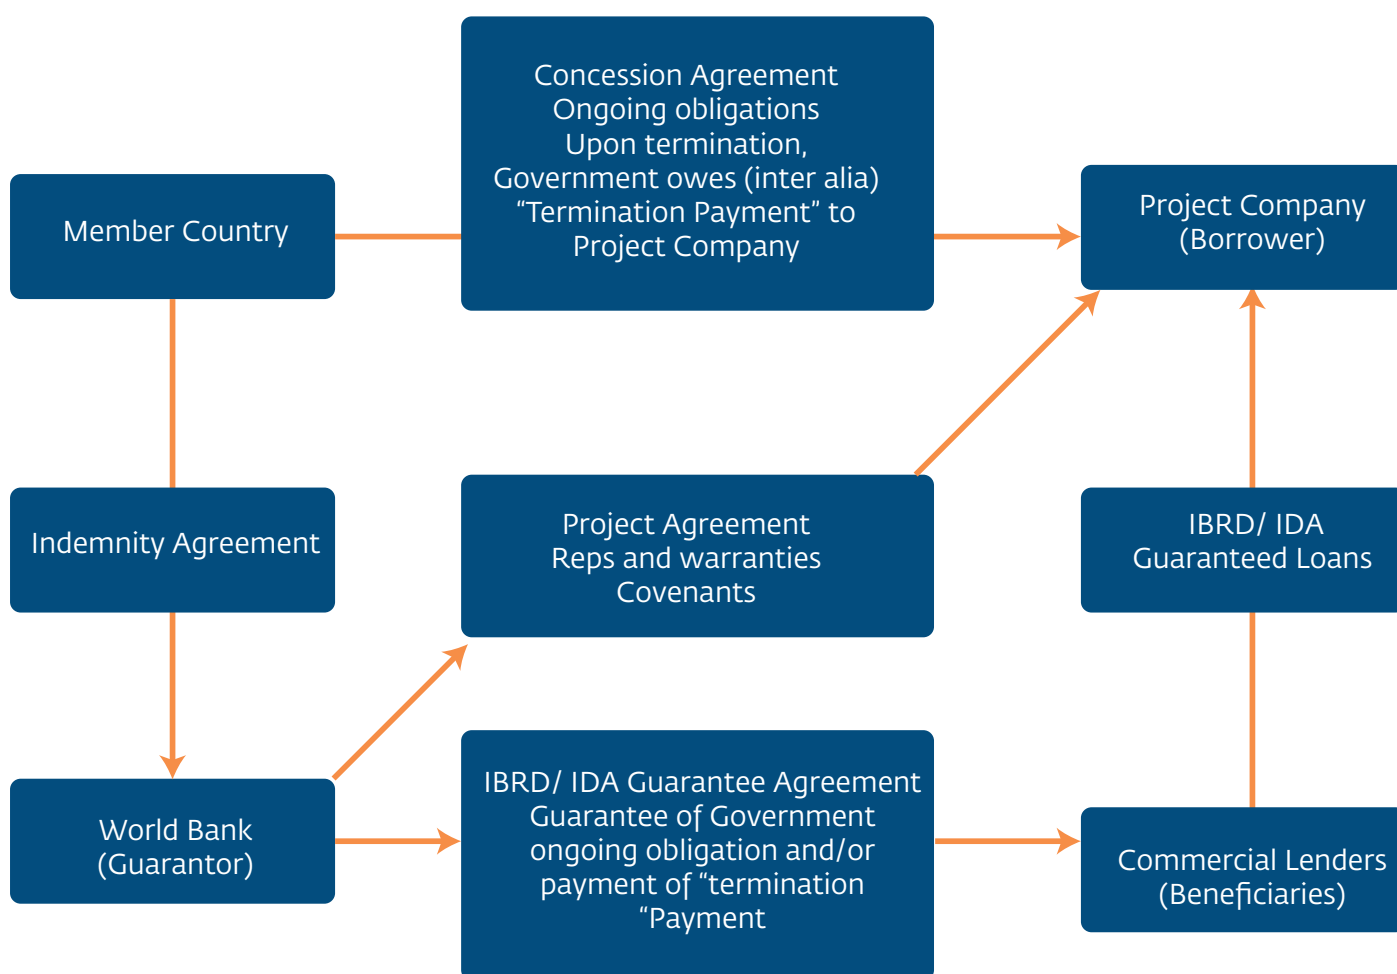 Concession Agreement
Ongoing obligations
Upon termination,
Government owes (inter alia)
“Termination Payment” to
Project Company
Member Country
Project Company
(Borrower)
Indemnity Agreement
Project Agreement
Reps and warranties
Covenants
IBRD/ IDA
Guaranteed Loans
World Bank
(Guarantor)
IBRD/ IDA Guarantee Agreement
Guarantee of Government
ongoing obligation and/or
payment of “termination
“Payment
Commercial Lenders
(Beneficiaries)